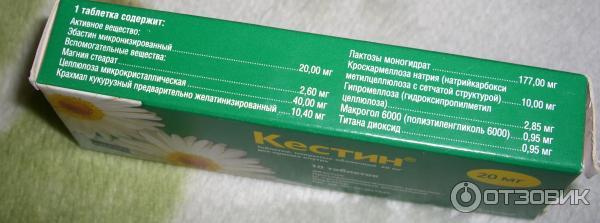 1 таблетка содержит:
Активное вещество:
Эбастин микронизированный
20,00 мг
Вспомогательные вещества:
Магния стеарат
2,60 мг
Целлюлоза микрокристаллическая
40,00 мг
Крахмал кукурузный предварительно желатинизированный
10,40 мг
Лактозы моногидрат
177,00 мг
Кроскармеллоза натрия (натрийкарбокси
метилцеллюлоза с сетчатой структурой)
10,00 мг
Гипромеллоза (гидроксипропилметил
целлюлоза)
2,85 мг
Макрогол 6000 (полиэтиленгликоль 6000)
0,95 мг
Титана диоксид
0,95 мг
Кестин®
10 таблеток
20 мг
ОТЗОВИК